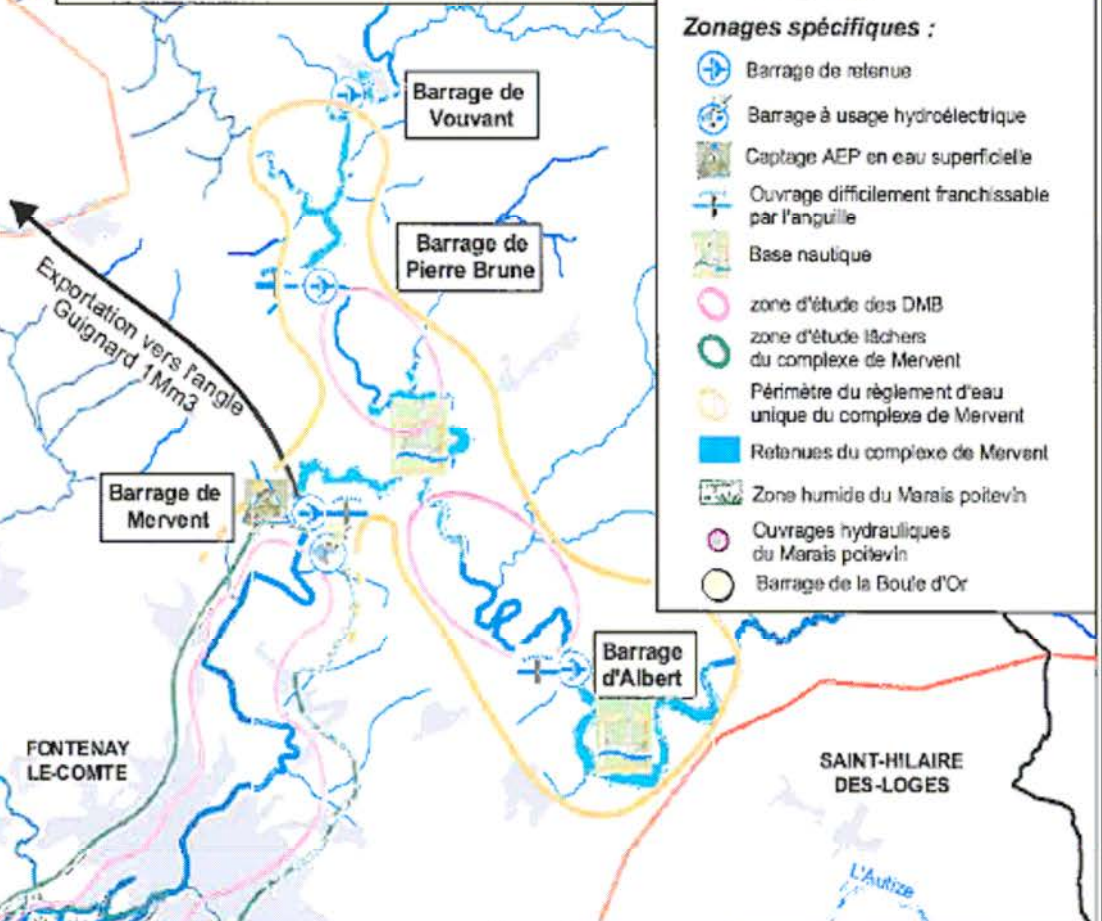 Zonages spécifiques :
Barrage de retenue
Barrage à usage hydroélectrique
Captage AEP en eau superficielle
Ouvrage difficilement franchissable
par l'anguille
Base nautique
zone d'étude des DMB
zone d'étude lâchers
du complexe de Mervent
Périmètre du règlement d'eau
unique du complexe de Mervent
Retenues du complexe de Mervent
Zone humide du Marais poitevin
Ouvrages hydrauliques
du Marais poitevin
Barrage de la Boule d'Or
Barrage de
Vouvant
Barrage de
Pierre Brune
Exportation vers l'angle
Guignard 1Mm3
Barrage de
Mervent
Barrage
d'Albert
FONTENAY
LE-COMTE
SAINT-HILAIRE
DES-LOGES
L'Autize